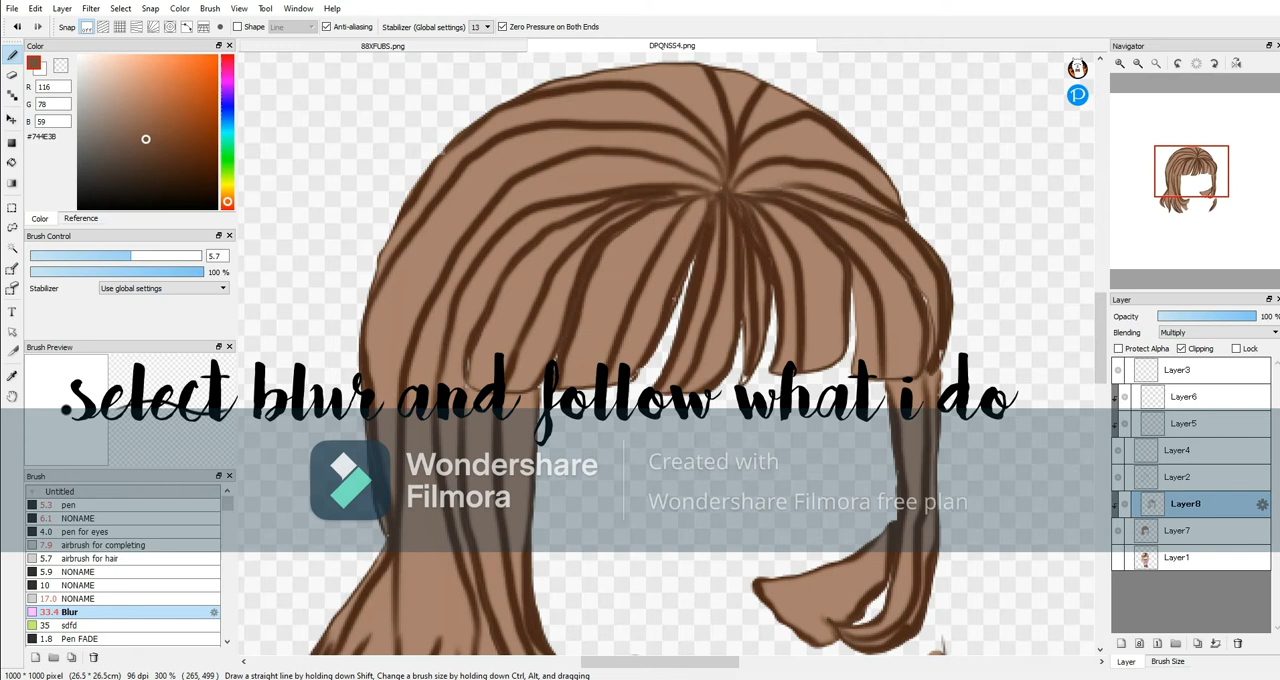 File Edit Layer Filter Select Snap Color Brush View Tool Window Help
Snap OFF Shape Line Anti-aliasing Stabilizer (Global settings) 13 Zero Pressure on Both Ends
Color
88XFUBS.png
DPQNSS4.png
Navigator
R 116
G 78
B 59
#744E3B
Color Reference
Brush Control
5.7
100 %
Stabilizer Use global settings
Brush Preview
Layer
Opacity 100 %
Blending Multiply
Protect Alpha Clipping Lock
Layer3
Layer6
Layer5
Layer4
Layer2
Layer8
Layer7
Layer1
select blur and follow what i do
Wondershare
Filmora
Created with
Wondershare Filmora free plan
Brush
Untitled
5.3 pen
6.1 NONAME
4.0 pen for eyes
7.9 airbrush for completing
5.7 airbrush for hair
5.9 NONAME
10 NONAME
17.0 NONAME
33.4 Blur
35 sdfd
1.8 Pen FADE
Layer Brush Size
1000 * 1000 pixel (26.5 * 26.5cm) 96 dpi 300 % ( 265, 499 ) Draw a straight line by holding down Shift, Change a brush size by holding down Ctrl, Alt, and dragging